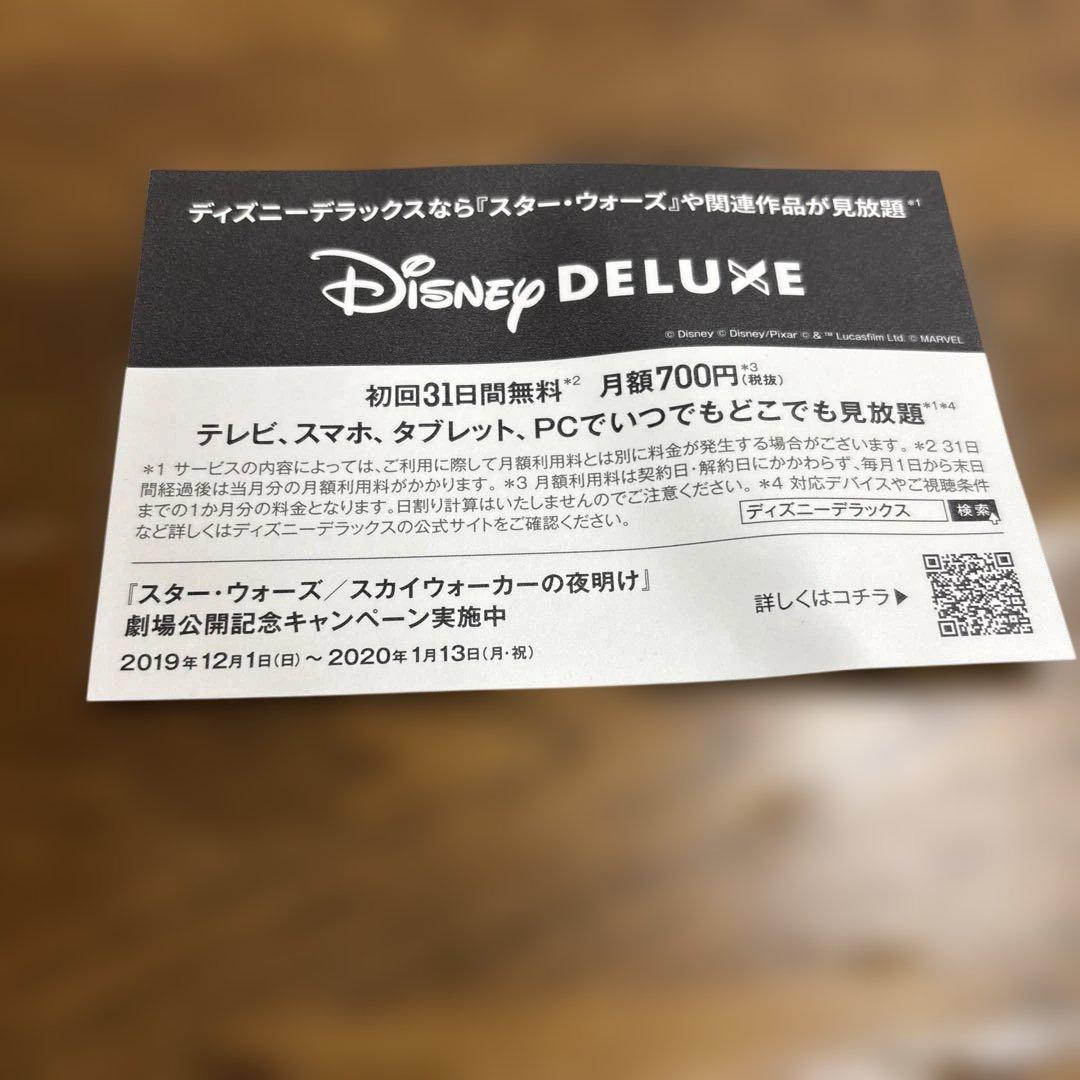 ディズニーデラックスなら『スター・ウォーズ』や関連作品が見放題*1
Disney DELUXE
© Disney © Disney/Pixar © & ™ Lucasfilm Ltd. © MARVEL
初回31日間無料*2 月額700円*3(税抜)
テレビ、スマホ、タブレット、PCでいつでもどこでも見放題*1*4
*1 サービスの内容によっては、ご利用に際して月額利用料とは別に料金が発生する場合がございます。 *2 31日
間経過後は当月分の月額利用料がかかります。 *3 月額利用料は契約日・解約日にかかわらず、毎月1日から末日
までの1か月分の料金となります。日割り計算はいたしませんのでご注意ください。 *4 対応デバイスやご視聴条件
など詳しくはディズニーデラックスの公式サイトをご確認ください。
ディズニーデラックス 検索
『スター・ウォーズ／スカイウォーカーの夜明け』
劇場公開記念キャンペーン実施中
2019年12月1日(日)～2020年1月13日(月・祝)
詳しくはコチラ▶